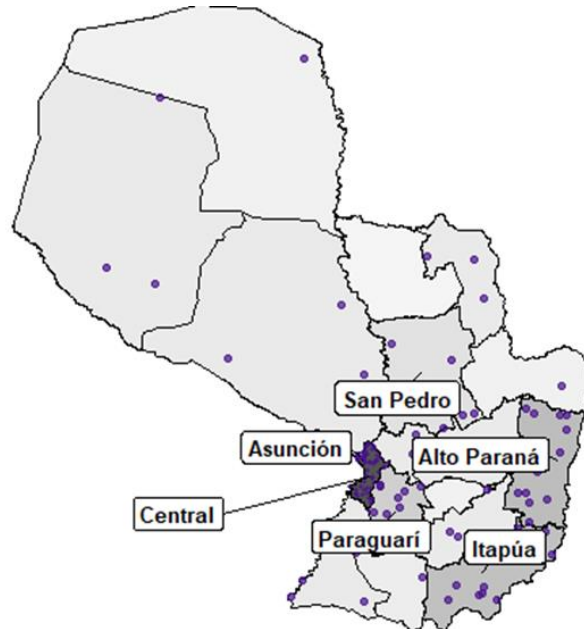 San Pedro
Asunción
Alto Paraná
Central
Paraguarí
Itapúa